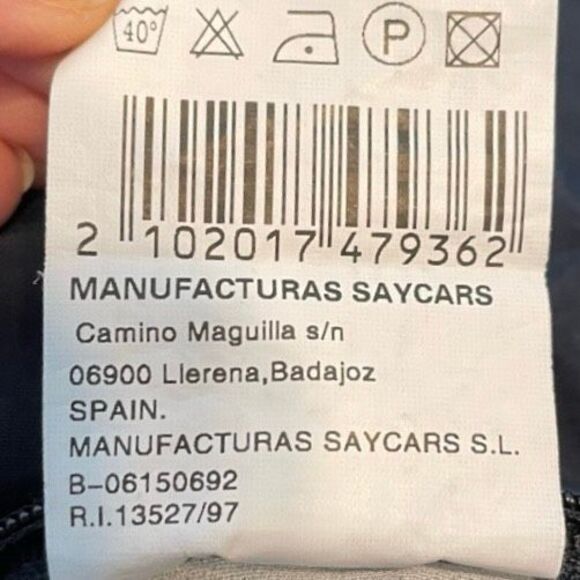 40° P
2 102017 479362
MANUFACTURAS SAYCARS
Camino Maguilla s/n
06900 Llerena,Badajoz
SPAIN.
MANUFACTURAS SAYCARS S.L.
B-06150692
R.I.13527/97